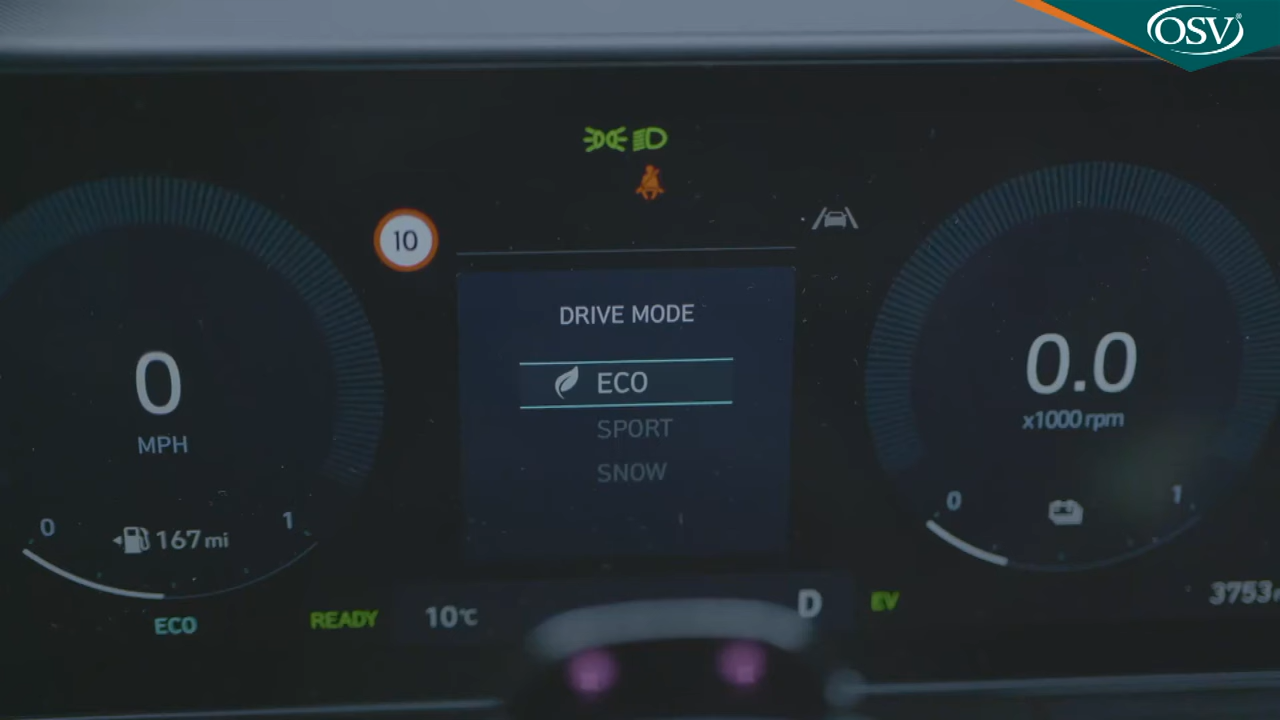 OSV
10
DRIVE MODE
ECO
SPORT
SNOW
0
MPH
0.0
x1000 rpm
0
1
167 mi
0
1
ECO
READY
10℃
D
EV
3753